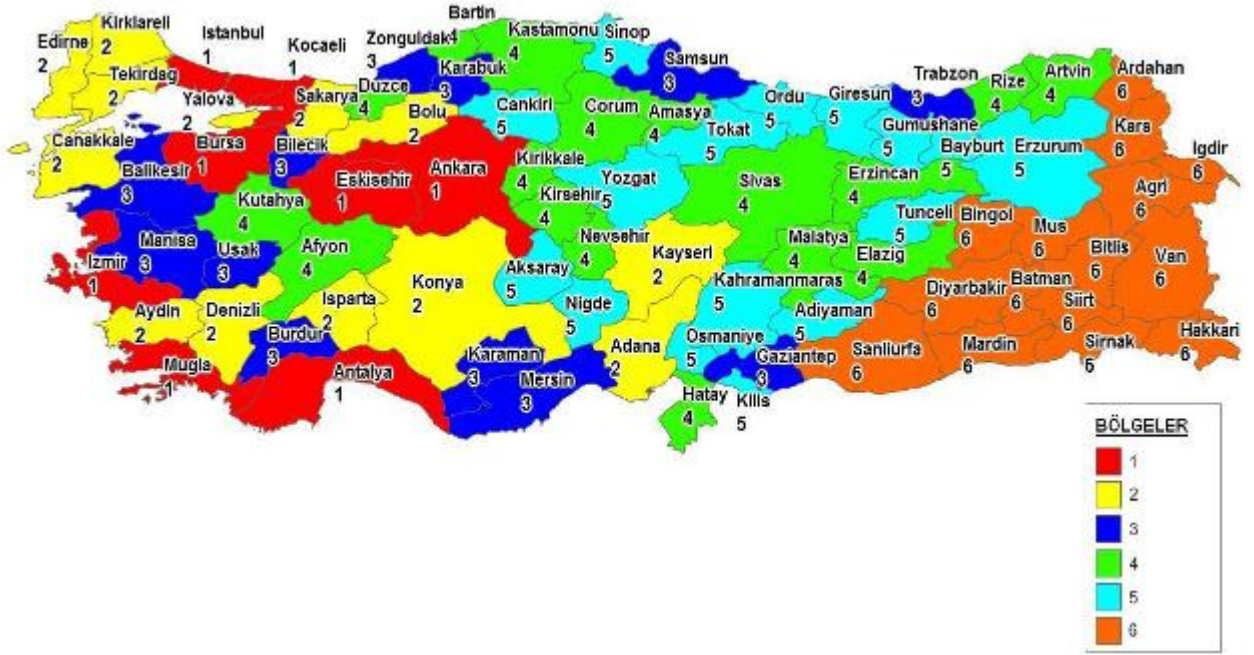 Edirne
2
Kirklareli
2
Tekirdag
2
Istanbul
1
Kocaeli
1
Yalova
2
Sakarya
2
Duzce
4
Zonguldak
3
Bartin
4
Karabuk
3
Kastamonu
4
Sinop
5
Samsun
3
Bolu
2
Cankiri
5
Corum
4
Amasya
4
Tokat
5
Ordu
5
Giresun
5
Trabzon
3
Rize
4
Artvin
4
Ardahan
6
Gumushane
5
Bayburt
5
Erzurum
5
Kars
6
Igdir
6
Agri
6
Canakkale
2
Balikesir
3
Bursa
1
Bilecik
3
Eskisehir
1
Ankara
1
Kirikkale
4
Kirsehir
4
Yozgat
5
Sivas
4
Erzincan
4
Tunceli
5
Bingol
6
Mus
6
Bitlis
6
Van
6
Kutahya
4
Manisa
3
Usak
3
Afyon
4
Izmir
1
Aydin
2
Denizli
2
Isparta
2
Burdur
3
Konya
2
Aksaray
5
Nevsehir
4
Nigde
5
Kayseri
2
Malatya
4
Elazig
4
Kahramanmaras
5
Adiyaman
5
Diyarbakir
6
Batman
6
Siirt
6
Sirnak
6
Hakkari
6
Mugla
1
Antalya
1
Karaman
3
Mersin
3
Adana
2
Osmaniye
5
Gaziantep
3
Kilis
5
Hatay
4
Sanliurfa
6
Mardin
6
BÖLGELER
1
2
3
4
5
6